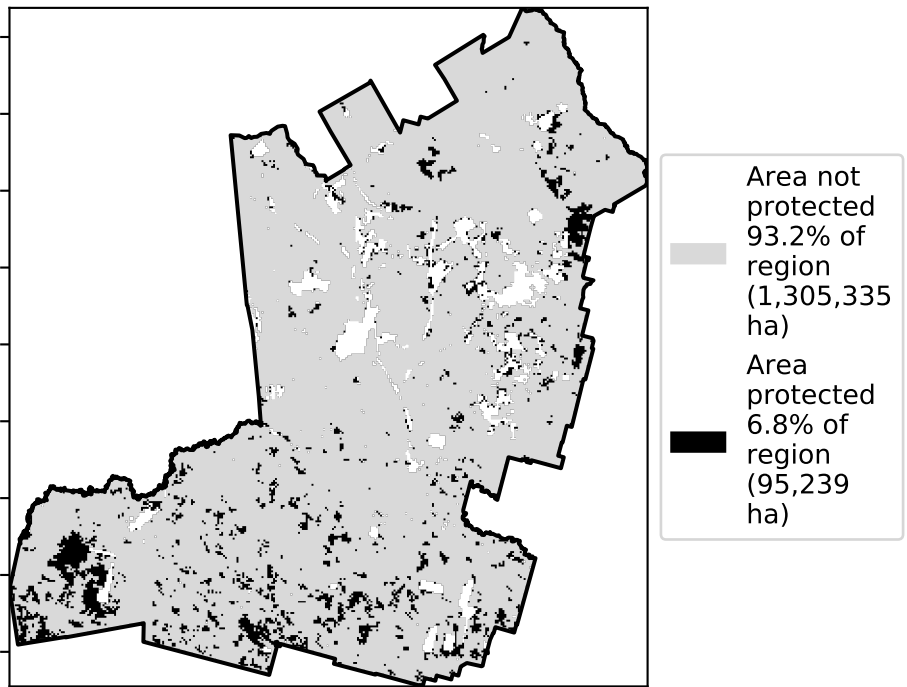 Area not
protected
93.2% of
region
(1,305,335
ha)
Area
protected
6.8% of
region
(95,239
ha)